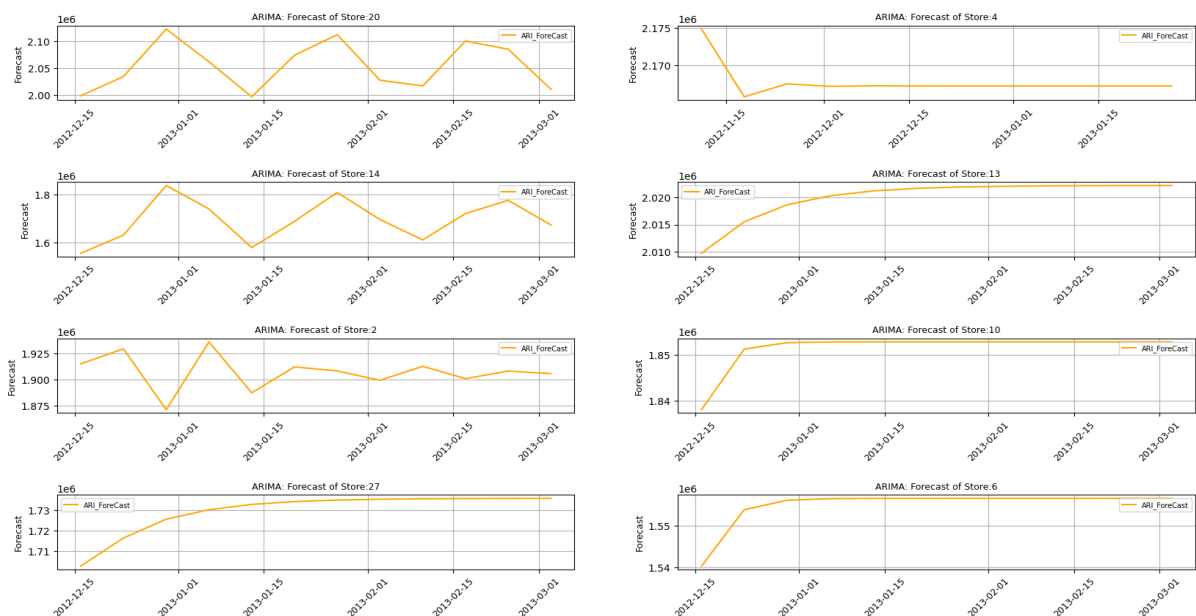 ARIMA: Forecast of Store:20
1e6
ARI_ForeCast
Forecast
2.10
2.05
2.00
2012-12-15
2013-01-01
2013-01-15
2013-02-01
2013-02-15
2013-03-01
ARIMA: Forecast of Store:4
1e6
ARI_ForeCast
Forecast
2.175
2.170
2012-11-15
2012-12-01
2012-12-15
2013-01-01
2013-01-15
ARIMA: Forecast of Store:14
1e6
ARI_ForeCast
Forecast
1.8
1.6
2012-12-15
2013-01-01
2013-01-15
2013-02-01
2013-02-15
2013-03-01
ARIMA: Forecast of Store:13
1e6
ARI_ForeCast
Forecast
2.020
2.015
2.010
2012-12-15
2013-01-01
2013-01-15
2013-02-01
2013-02-15
2013-03-01
ARIMA: Forecast of Store:2
1e6
ARI_ForeCast
Forecast
1.925
1.900
1.875
2012-12-15
2013-01-01
2013-01-15
2013-02-01
2013-02-15
2013-03-01
ARIMA: Forecast of Store:10
1e6
ARI_ForeCast
Forecast
1.85
1.84
2012-12-15
2013-01-01
2013-01-15
2013-02-01
2013-02-15
2013-03-01
ARIMA: Forecast of Store:27
1e6
ARI_ForeCast
Forecast
1.73
1.72
1.71
2012-12-15
2013-01-01
2013-01-15
2013-02-01
2013-02-15
2013-03-01
ARIMA: Forecast of Store:6
1e6
ARI_ForeCast
Forecast
1.55
1.54
2012-12-15
2013-01-01
2013-01-15
2013-02-01
2013-02-15
2013-03-01